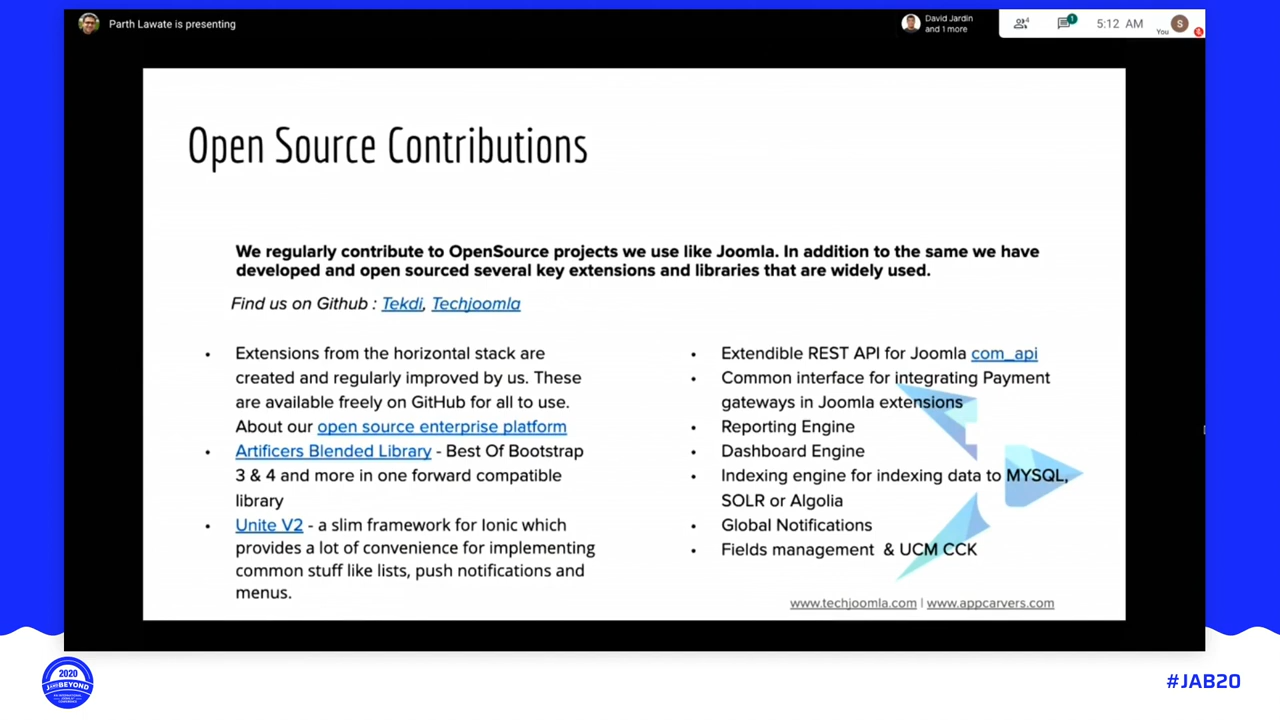 Parth Lawate is presenting
David Jardin
and 1 more
4
1
5:12 AM
You
S
Open Source Contributions
We regularly contribute to OpenSource projects we use like Joomla. In addition to the same we have
developed and open sourced several key extensions and libraries that are widely used.
Find us on Github : Tekdi, Techjoomla
• Extensions from the horizontal stack are
created and regularly improved by us. These
are available freely on GitHub for all to use.
About our open source enterprise platform
• Artificers Blended Library - Best Of Bootstrap
3 & 4 and more in one forward compatible
library
• Unite V2 - a slim framework for Ionic which
provides a lot of convenience for implementing
common stuff like lists, push notifications and
menus.
• Extendible REST API for Joomla com_api
• Common interface for integrating Payment
gateways in Joomla extensions
• Reporting Engine
• Dashboard Engine
• Indexing engine for indexing data to MYSQL,
SOLR or Algolia
• Global Notifications
• Fields management & UCM CCK
www.techjoomla.com | www.appcarvers.com
2020
J AND BEYOND
#JAB20